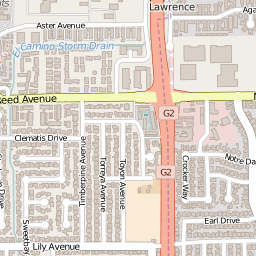 Lawrence
Aster Avenue
El Camino Storm Drain
Reed Avenue
G2
Clematis Drive
Timberpine Avenue
Torreya Avenue
Toyon Avenue
Notre Da
Crocker Way
G2
Earl Drive
Lily Avenue